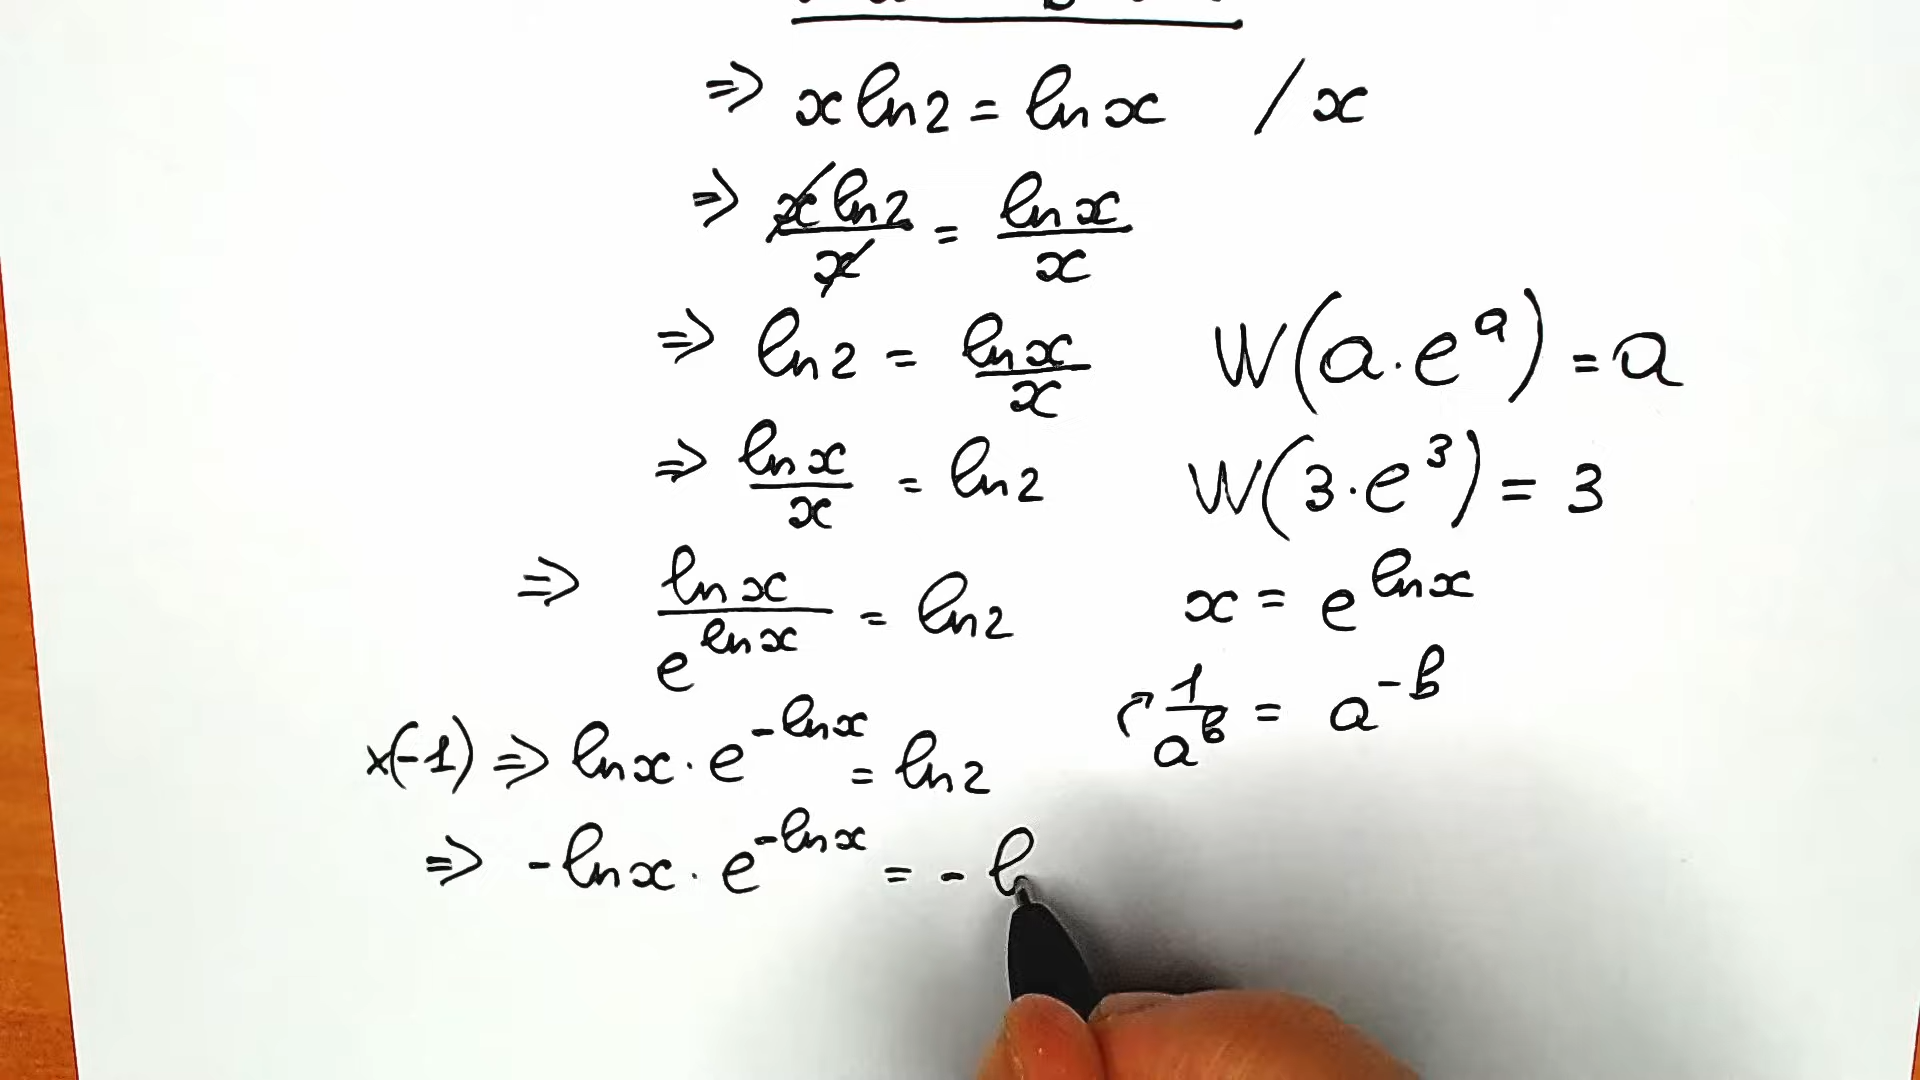 ⇒ x ln2 = ln x / x
⇒ x ln2 / x = ln x / x
⇒ ln2 = ln x / x
W(a·e^a) = a
⇒ ln x / x = ln2
W(3·e^3) = 3
⇒ ln x / e^ln x = ln2
x = e^ln x
1 / a^b = a^-b
x(-1) ⇒ ln x · e^-ln x = ln2
⇒ -ln x · e^-ln x = - l